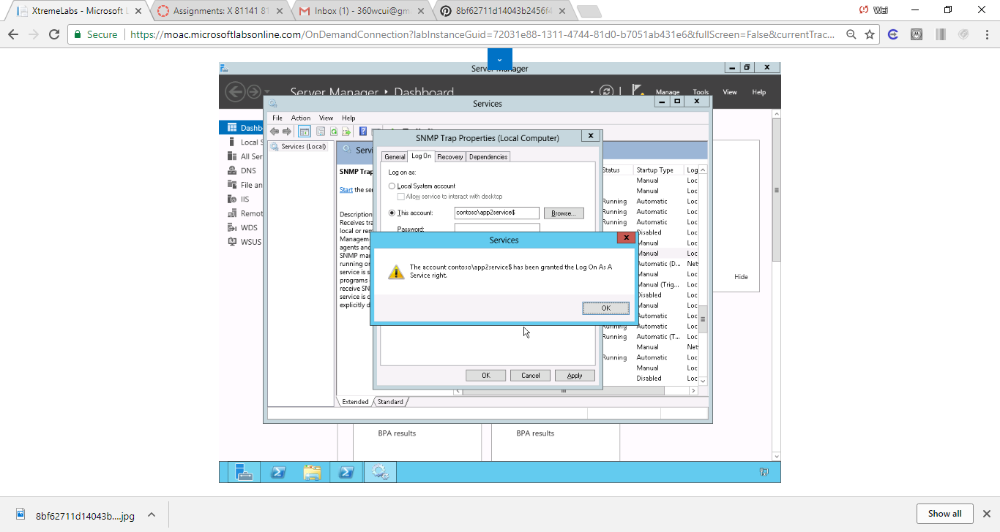 XtremeLabs - Microsoft L
Assignments: X 81141 81
Inbox (1) - 360wcui@gm
8bf62711d14043b2456f4
Wei
Secure
https://moac.microsoftlabsonline.com/OnDemandConnection?labInstanceGuid=72031e88-1311-4744-81d0-b7051ab431e6&fullScreen=False&currentTrac...
Server Manager
Server Manager • Dashboard
Manage Tools View Help
Services
File Action View Help
Dashb
Local S
All Ser
DNS
File an
IIS
Remot
WDS
WSUS
Services (Local)
Servi
SNMP Trap
Start the ser
Description
Receives tra
local or rem
Managem
agents and
SNMP ma
running o
service is s
programs
receive SN
service is d
explicitly d
SNMP Trap Properties (Local Computer)
General Log On Recovery Dependencies
Log on as:
Local System account
Allow service to interact with desktop
This account:
contoso\app2service$
Browse...
Password:
Services
The account contoso\app2service$ has been granted the Log On As A
Service right.
OK
OK Cancel Apply
Status Startup Type Log
Manual Loc
Manual Loc
Running Automatic Loc
Running Automatic Loc
Running Automatic Loc
Disabled Loc
Manual Loc
Manual Loc
Automatic (D... Net
Manual Loc
Manual (Trig... Loc
Disabled Loc
Manual Loc
Automatic Loc
Running Automatic Loc
Running Automatic (T... Loc
Manual Net
Running Automatic Loc
Manual Loc
Disabled Loc
Extended Standard
Hide
BPA results
BPA results
8bf62711d14043b....jpg
Show all